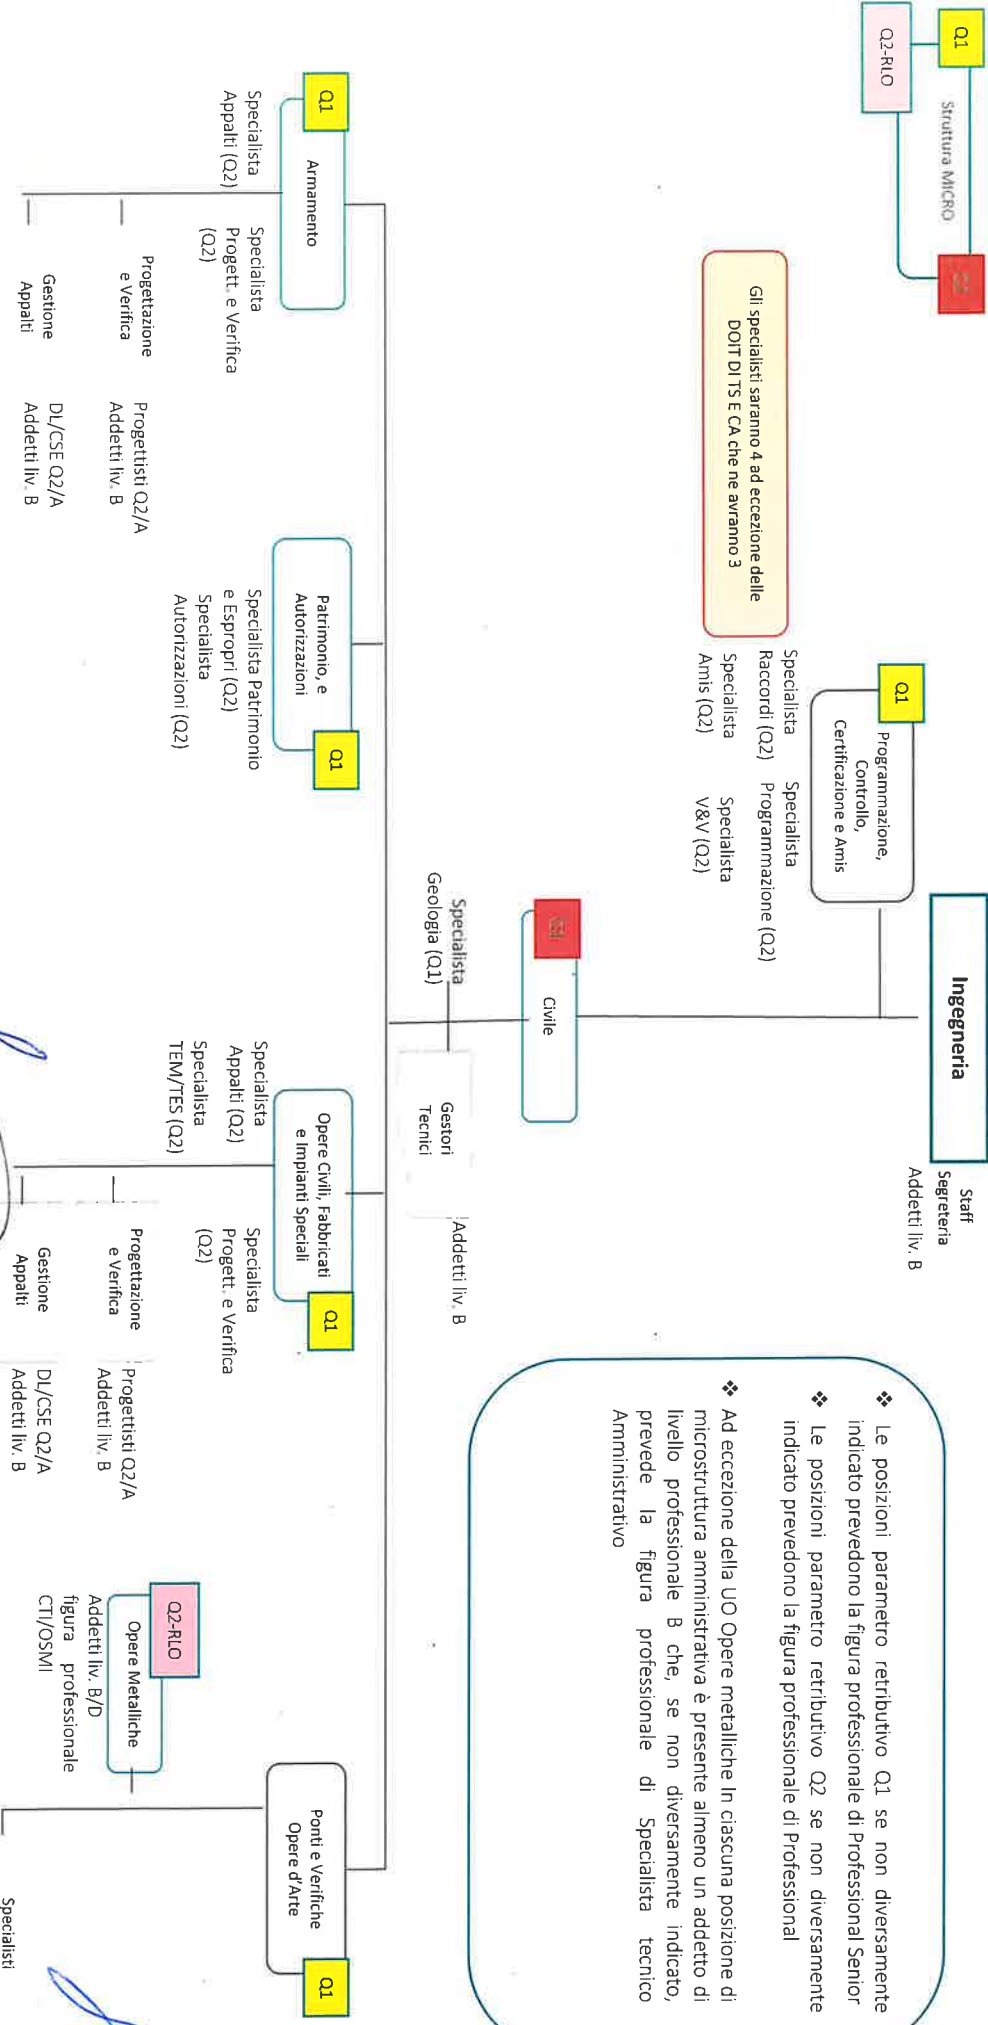 Q1
Struttura MICRO
Q2-RLO
Ingegneria
Staff
Segreteria
Addetti liv. B
Q1
Programmazione,
Controllo,
Certificazione e Amis
Specialista
Raccordi (Q2)
Specialista
Programmazione (Q2)
Specialista
Amis (Q2)
Specialista
V&V (Q2)
Gli specialisti saranno 4 ad eccezione delle
DOIT DI TS E CA che ne avranno 3
❖ Le posizioni parametro retributivo Q1 se non diversamente
indicato prevedono la figura professionale di Professional Senior
❖ Le posizioni parametro retributivo Q2 se non diversamente
indicato prevedono la figura professionale di Professional
❖ Ad eccezione della UO Opere metalliche In ciascuna posizione di
microstruttura amministrativa è presente almeno un addetto di
livello professionale B che, se non diversamente indicato,
prevede la figura professionale di Specialista tecnico
Amministrativo
Civile
Specialista
Geologia (Q1)
Gestori
Tecnici
Addetti liv. B
Q1
Armamento
Specialista
Appalti (Q2)
Specialista
Progett. e Verifica
(Q2)
Progettazione
e Verifica
Progettisti Q2/A
Addetti liv. B
Gestione
Appalti
DL/CSE Q2/A
Addetti liv. B
Patrimonio, e
Autorizzazioni
Q1
Specialista Patrimonio
e Espropri (Q2)
Specialista
Autorizzazioni (Q2)
Opere Civili, Fabbricati
e Impianti Speciali
Q1
Specialista
Appalti (Q2)
Specialista
TEM/TES (Q2)
Specialista
Progett. e Verifica
(Q2)
Progettazione
e Verifica
Progettisti Q2/A
Addetti liv. B
Gestione
Appalti
DL/CSE Q2/A
Addetti liv. B
Ponti e Verifiche
Opere d'Arte
Q1
Q2-RLO
Opere Metalliche
Addetti liv. B/D
figura professionale
CTI/OSMI
Specialisti